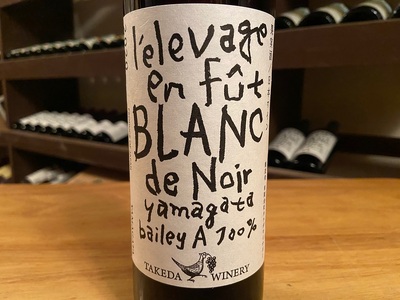 l'élevage
en fût
BLANC
de Noir
yamagata
bailey A 100%
TAKEDA WINERY